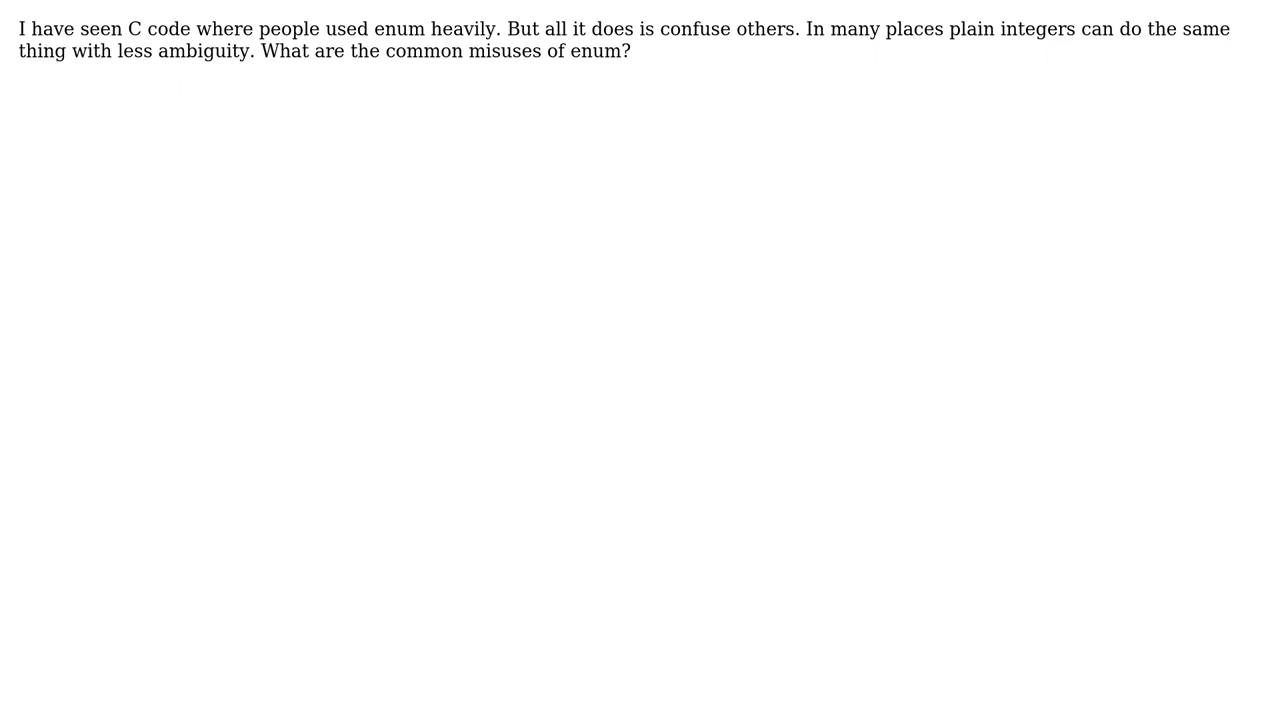 I have seen C code where people used enum heavily. But all it does is confuse others. In many places plain integers can do the same
thing with less ambiguity. What are the common misuses of enum?